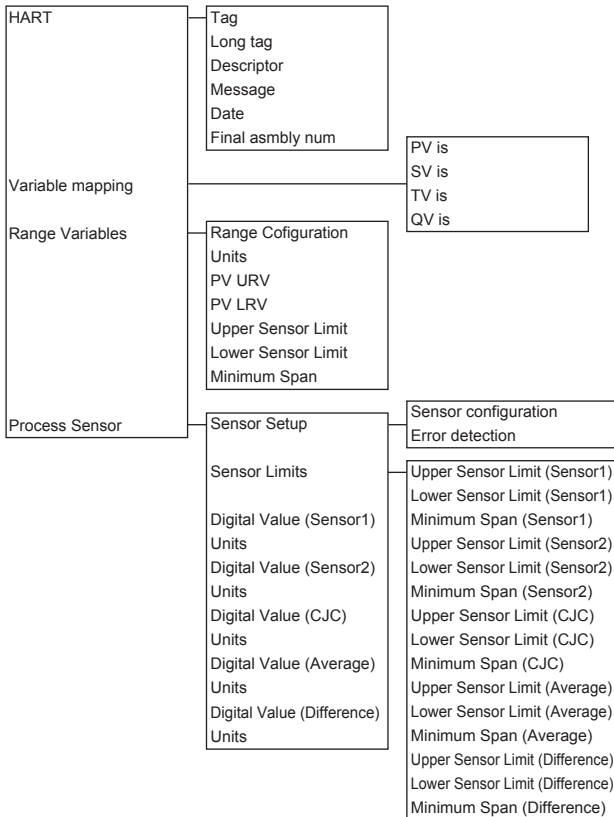 HART
Tag
Long tag
Descriptor
Message
Date
Final asmbly num
Variable mapping
PV is
SV is
TV is
QV is
Range Variables
Range Cofiguration
Units
PV URV
PV LRV
Upper Sensor Limit
Lower Sensor Limit
Minimum Span
Process Sensor
Sensor Setup
Sensor configuration
Error detection
Sensor Limits
Upper Sensor Limit (Sensor1)
Lower Sensor Limit (Sensor1)
Minimum Span (Sensor1)
Upper Sensor Limit (Sensor2)
Lower Sensor Limit (Sensor2)
Minimum Span (Sensor2)
Upper Sensor Limit (CJC)
Lower Sensor Limit (CJC)
Minimum Span (CJC)
Upper Sensor Limit (Average)
Lower Sensor Limit (Average)
Minimum Span (Average)
Upper Sensor Limit (Difference)
Lower Sensor Limit (Difference)
Minimum Span (Difference)
Digital Value (Sensor1)
Units
Digital Value (Sensor2)
Units
Digital Value (CJC)
Units
Digital Value (Average)
Units
Digital Value (Difference)
Units